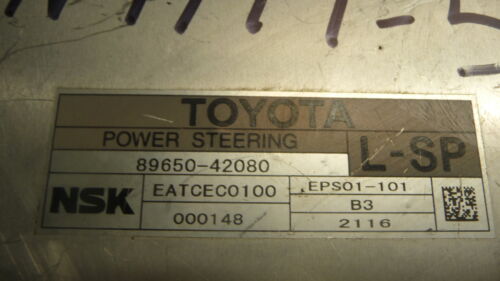 TOYOTA
POWER STEERING
L-SP
89650-42080
NSK
EATCEC0100
EPS01-101
000148
B3
2116